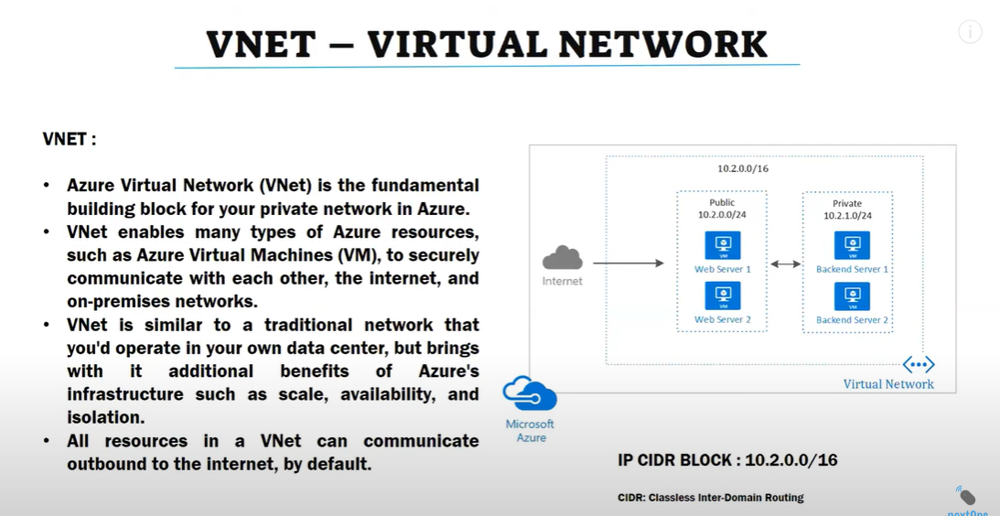 VNET – VIRTUAL NETWORK
VNET :
• Azure Virtual Network (VNet) is the fundamental
building block for your private network in Azure.
• VNet enables many types of Azure resources,
such as Azure Virtual Machines (VM), to securely
communicate with each other, the internet, and
on-premises networks.
• VNet is similar to a traditional network that
you'd operate in your own data center, but brings
with it additional benefits of Azure's
infrastructure such as scale, availability, and
isolation.
• All resources in a VNet can communicate
outbound to the internet, by default.
10.2.0.0/16
Public
10.2.0.0/24
VM
Web Server 1
VM
Web Server 2
Private
10.2.1.0/24
VM
Backend Server 1
VM
Backend Server 2
Internet
Virtual Network
Microsoft
Azure
IP CIDR BLOCK : 10.2.0.0/16
CIDR: Classless Inter-Domain Routing